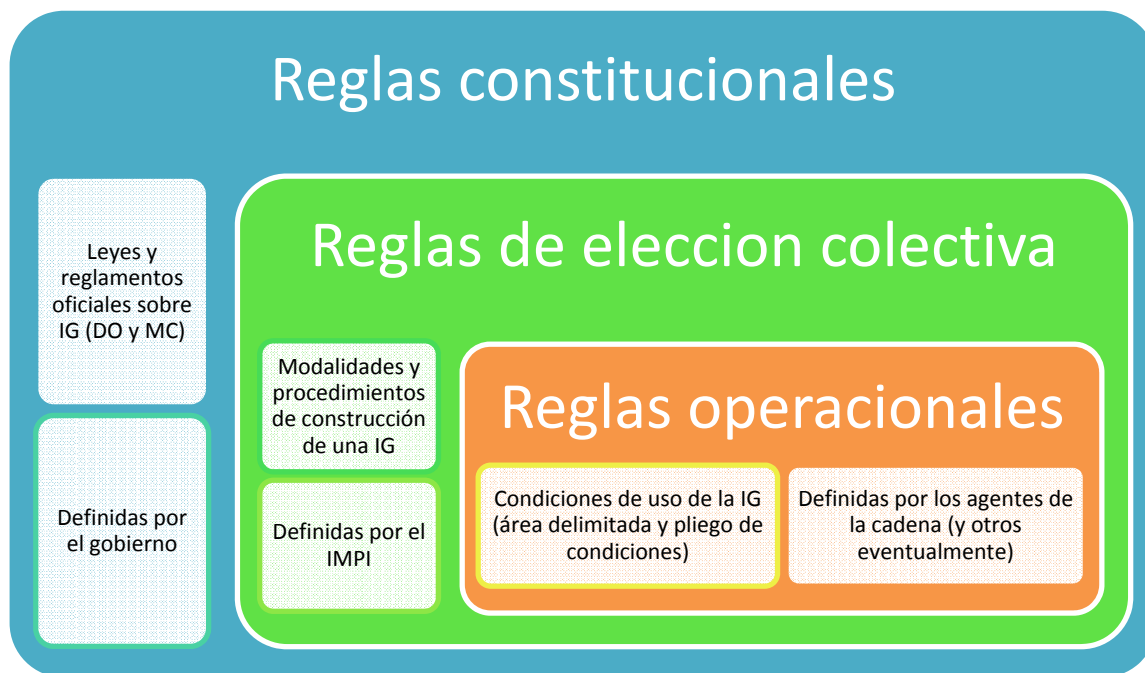 Reglas constitucionales
Leyes y
reglamentos
oficiales sobre
IG (DO y MC)
Definidas por
el gobierno
Reglas de eleccion colectiva
Modalidades y
procedimientos
de construcción
de una IG
Definidas por el
IMPI
Reglas operacionales
Condiciones de uso de la IG
(área delimitada y pliego de
condiciones)
Definidas por los agentes de
la cadena (y otros
eventualmente)